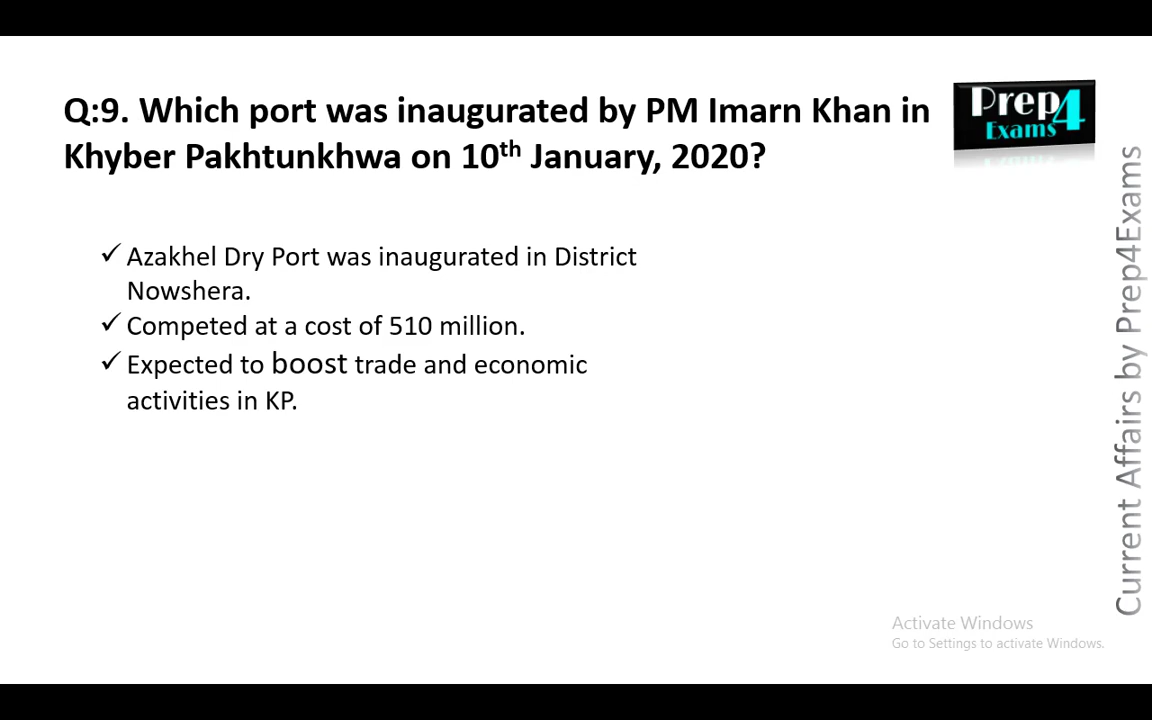 Q:9. Which port was inaugurated by PM Imarn Khan in
Khyber Pakhtunkhwa on 10th January, 2020?
Prep4
Exams
✓ Azakhel Dry Port was inaugurated in District
Nowshera.
✓ Competed at a cost of 510 million.
✓ Expected to boost trade and economic
activities in KP.
Current Affairs by Prep4Exams
Activate Windows
Go to Settings to activate Windows.